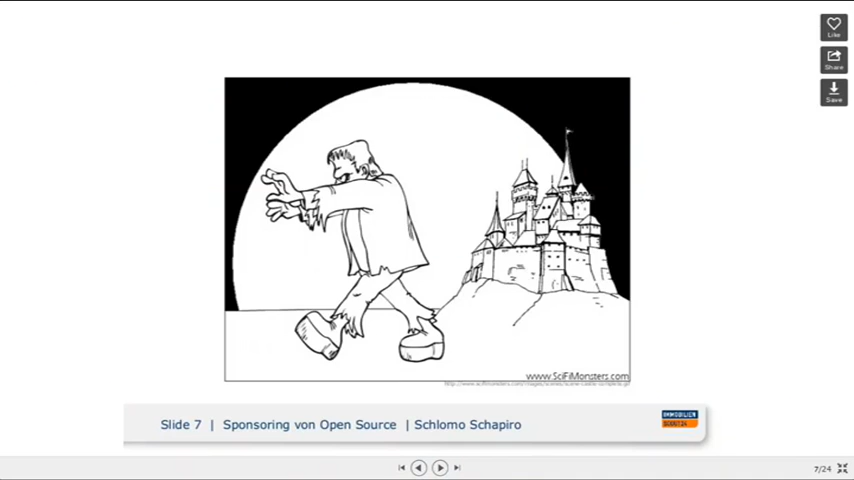 Like
Share
Save
www.SciFiMonsters.com
Slide 7 | Sponsoring von Open Source | Schlomo Schapiro
IMMOBILIEN
SCOUT24
7/24